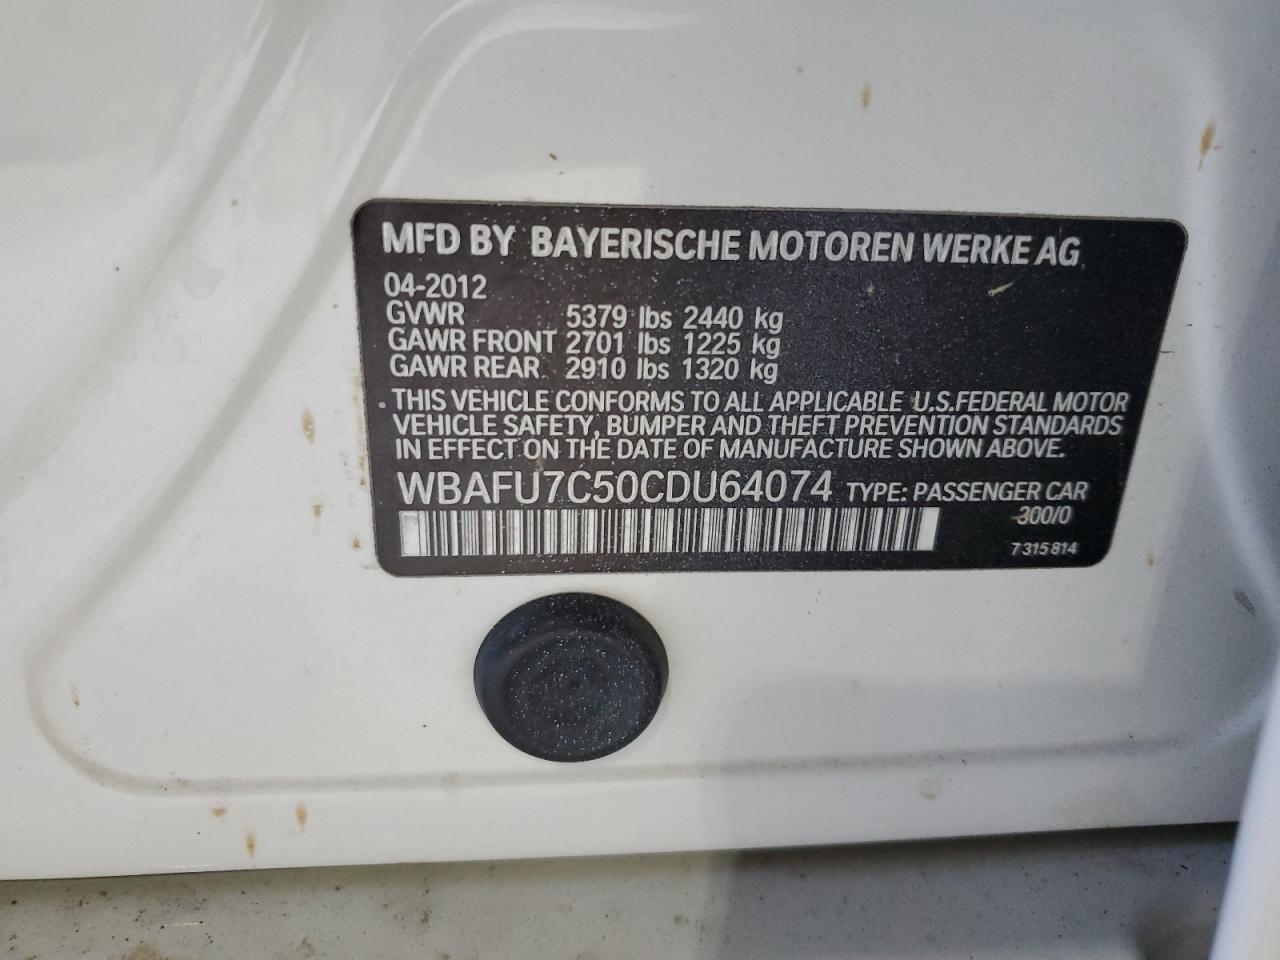 MFD BY BAYERISCHE MOTOREN WERKE AG
04-2012
GVWR 5379 lbs 2440 kg
GAWR FRONT 2701 lbs 1225 kg
GAWR REAR 2910 lbs 1320 kg
THIS VEHICLE CONFORMS TO ALL APPLICABLE U.S.FEDERAL MOTOR
VEHICLE SAFETY, BUMPER AND THEFT PREVENTION STANDARDS
IN EFFECT ON THE DATE OF MANUFACTURE SHOWN ABOVE.
WBAFU7C50CDU64074 TYPE: PASSENGER CAR
300/0
7 315 814